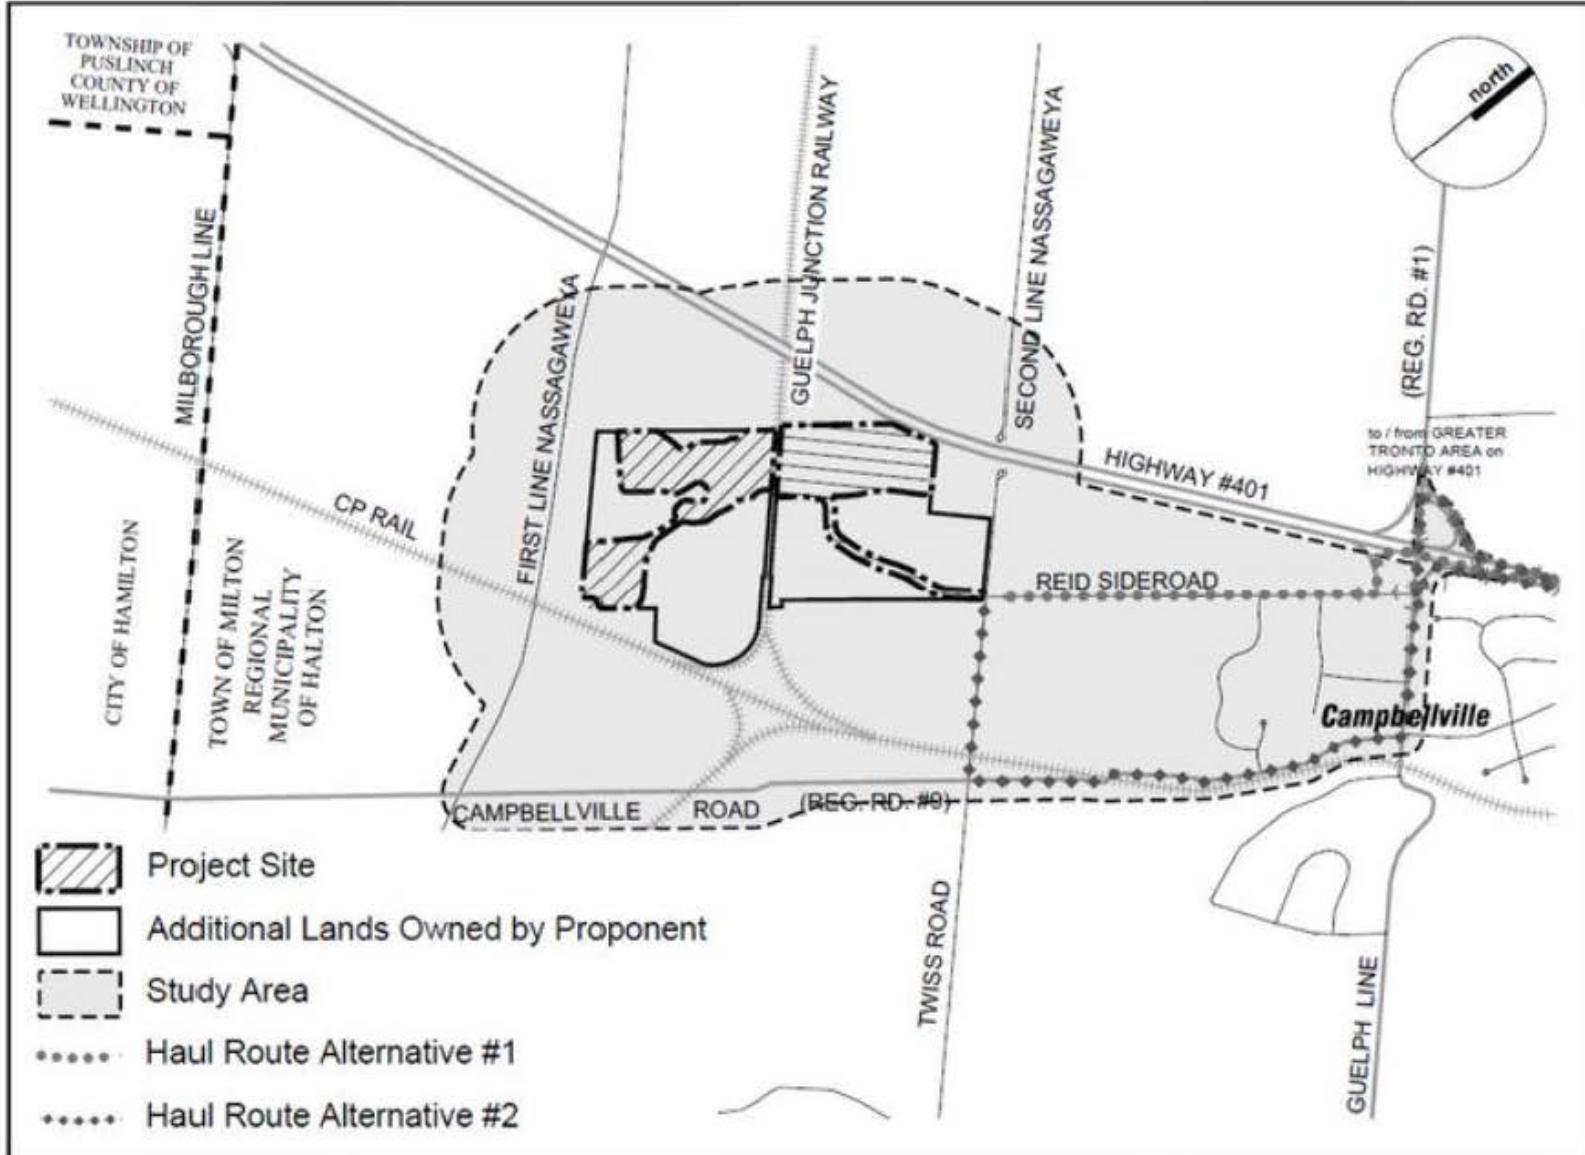 TOWNSHIP OF
PUSLINCH
COUNTY OF
WELLINGTON
north
MILBOROUGH LINE
GUELPH JUNCTION RAILWAY
SECOND LINE NASSAGAWEYA
(REG. RD. #1)
FIRST LINE NASSAGAWEYA
to / from GREATER
TRONTO AREA on
HIGHWAY #401
HIGHWAY #401
CP RAIL
CITY OF HAMILTON
TOWN OF MILTON
REGIONAL
MUNICIPALITY
OF HALTON
REID SIDEROAD
Campbellville
CAMPBELLVILLE ROAD (REG. RD. #9)
TWISS ROAD
GUELPH LINE
Project Site
Additional Lands Owned by Proponent
Study Area
Haul Route Alternative #1
Haul Route Alternative #2